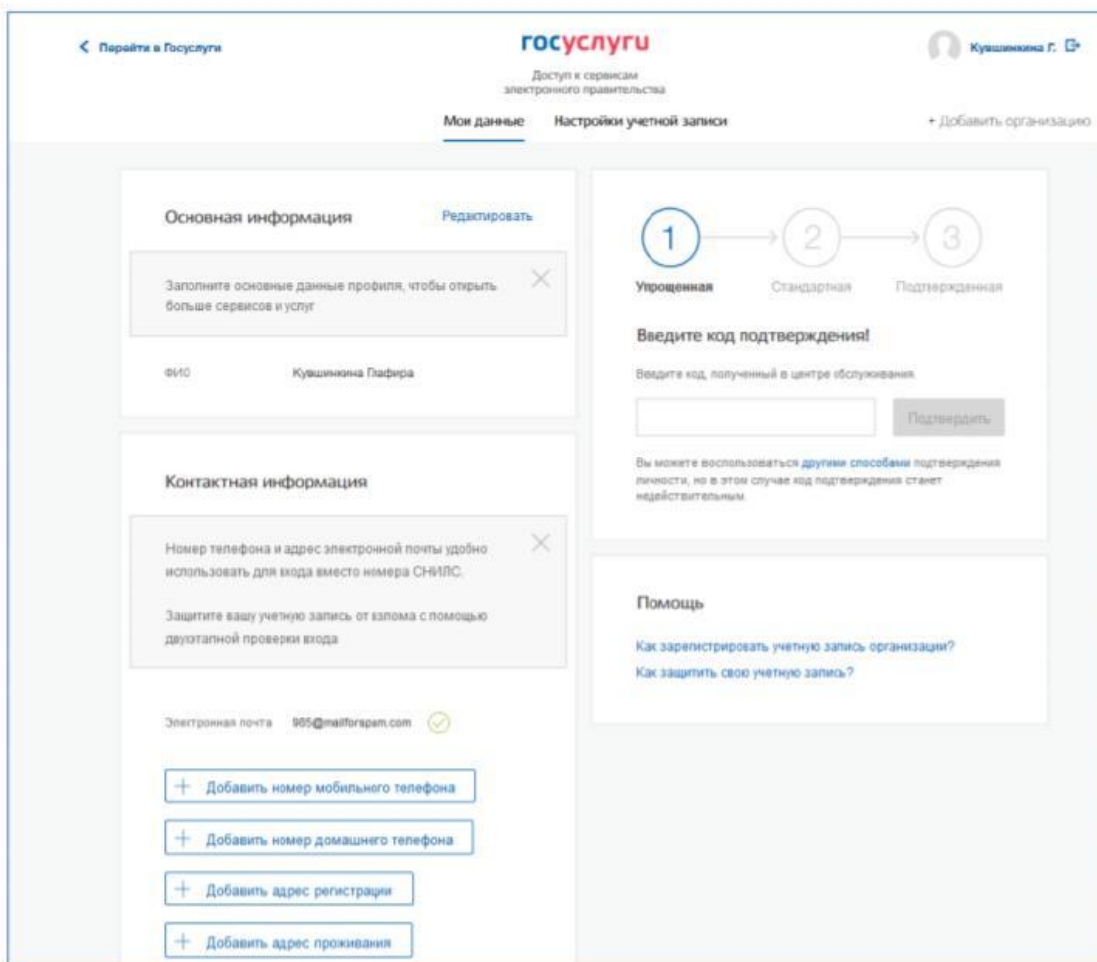 Перейти в Госуслуги
госуслуги
Кувшинкина Г.
Доступ к сервисам
электронного правительства
Мои данные
Настройки учетной записи
+ Добавить организацию
Основная информация
Редактировать
Заполните основные данные профиля, чтобы открыть
больше сервисов и услуг
ФИО
Кувшинкина Глафира
Контактная информация
Номер телефона и адрес электронной почты удобно
использовать для входа вместо номера СНИЛС.
Защитите вашу учетную запись от взлома с помощью
двухэтапной проверки входа
Электронная почта
985@mailforspam.com
+ Добавить номер мобильного телефона
+ Добавить номер домашнего телефона
+ Добавить адрес регистрации
+ Добавить адрес проживания
1
2
3
Упрощенная
Стандартная
Подтвержденная
Введите код подтверждения!
Введите код, полученный в центре обслуживания.
Подтвердить
Вы можете воспользоваться другими способами подтверждения
личности, но в этом случае код подтверждения станет
недействительным.
Помощь
Как зарегистрировать учетную запись организации?
Как защитить свою учетную запись?